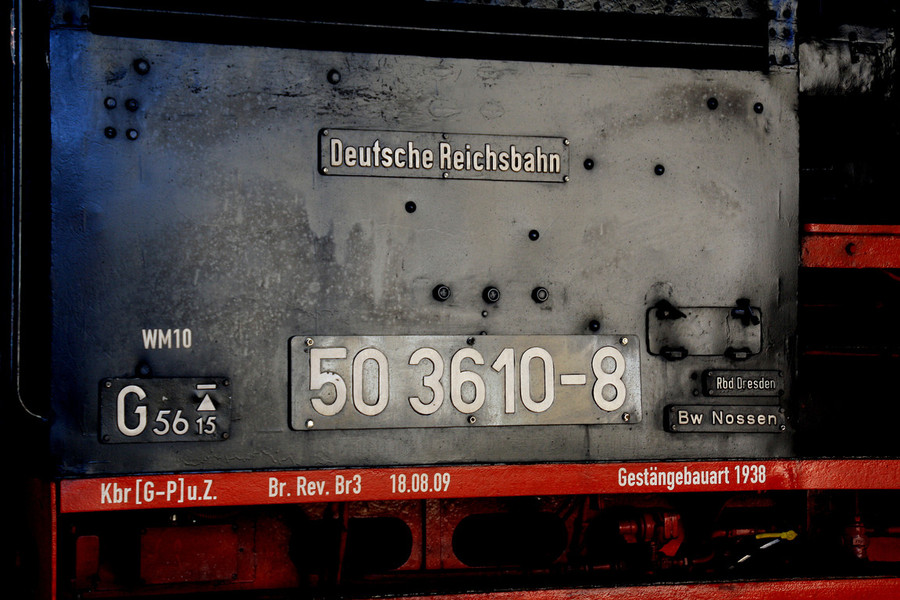 Deutsche Reichsbahn
WM10
50 3610-8
G 56 15
Rbd Dresden
Bw Nossen
Kbr [G-P] u.Z.
Br. Rev. Br3
18.08.09
Gestängebauart 1938